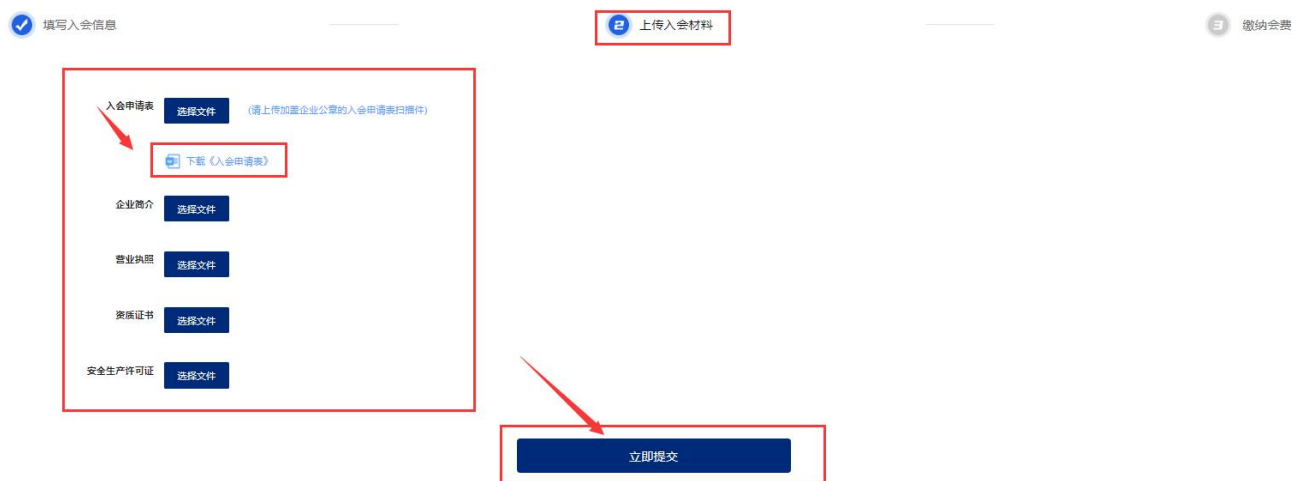 填写入会信息
2 上传入会材料
3 缴纳会费
入会申请表 选择文件 (请上传加盖企业公章的入会申请表扫描件)
下载《入会申请表》
企业简介 选择文件
营业执照 选择文件
资质证书 选择文件
安全生产许可证 选择文件
立即提交